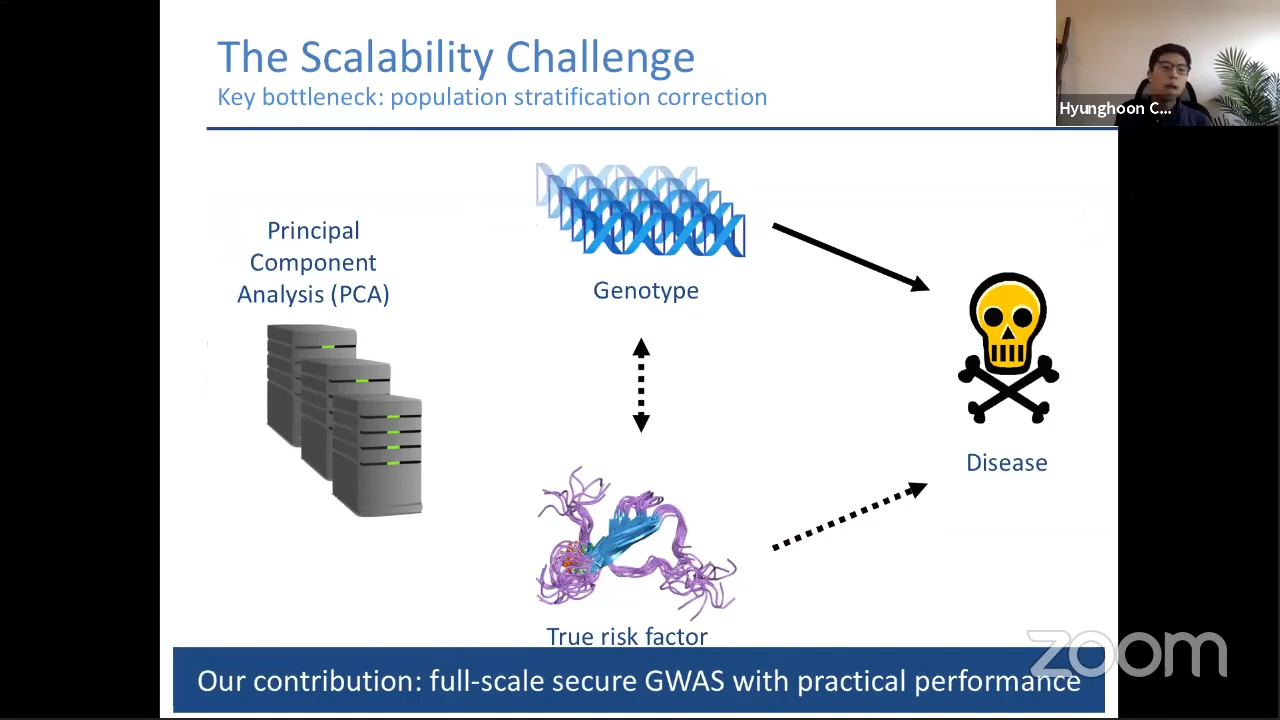 The Scalability Challenge
Key bottleneck: population stratification correction
Hyunghoon C...
Principal
Component
Analysis (PCA)
Genotype
Disease
True risk factor
zoom
Our contribution: full-scale secure GWAS with practical performance